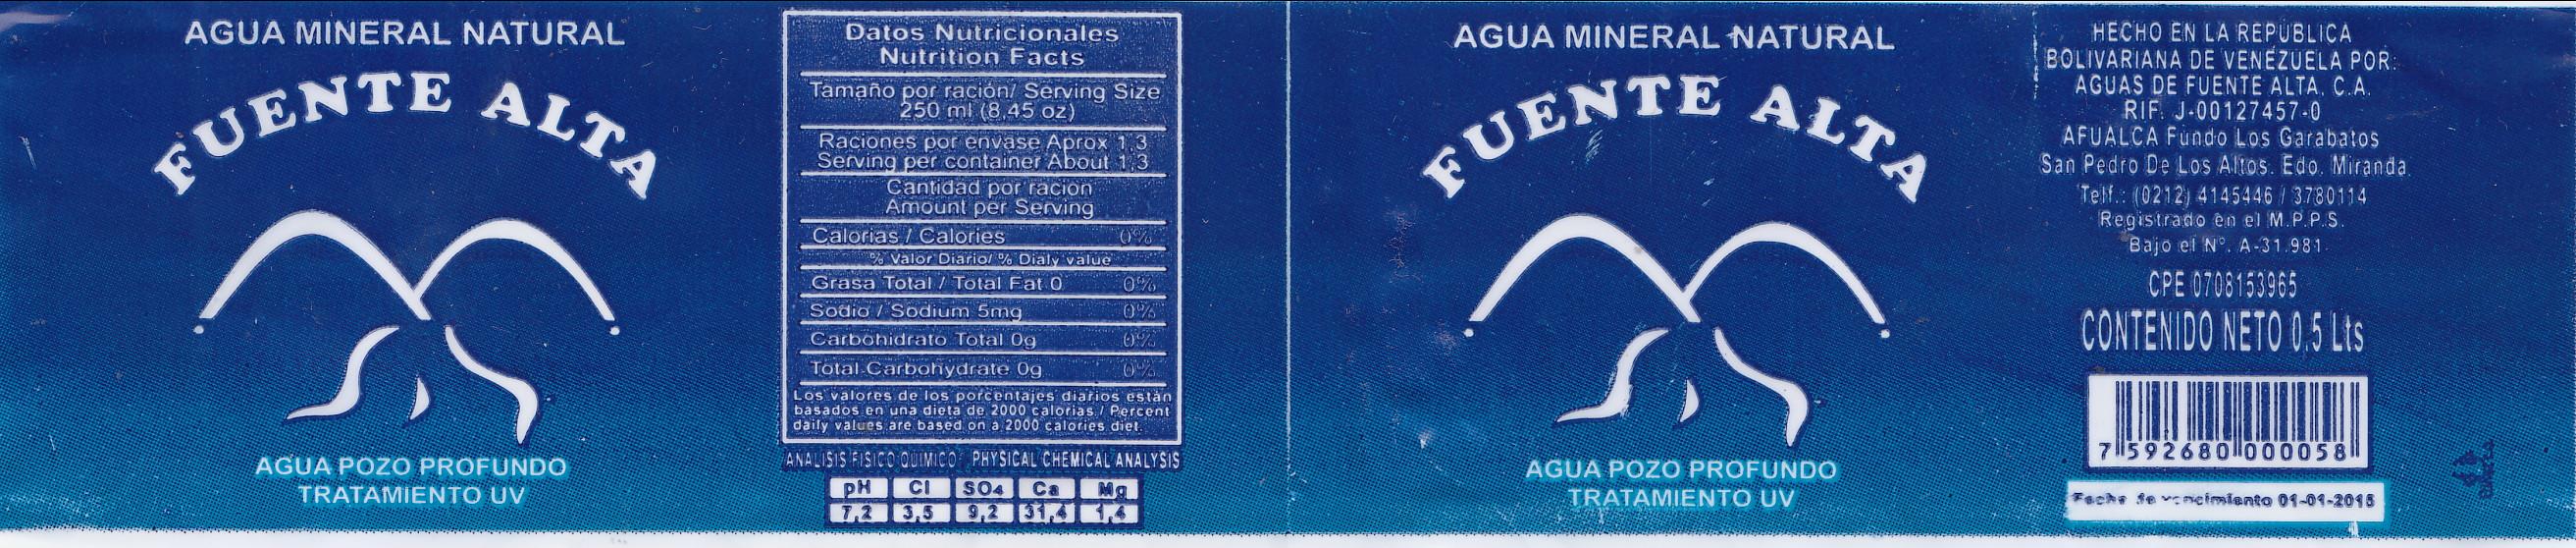 AGUA MINERAL NATURAL
FUENTE ALTA
AGUA POZO PROFUNDO
TRATAMIENTO UV
Datos Nutricionales
Nutrition Facts
Tamaño por ración/ Serving Size
250 ml (8,45 oz)
Raciones por envase Aprox 1,3
Serving per container About 1,3
Cantidad por racion
Amount per Serving
Calorias / Calories 0%
% Valor Diario/ % Dialy value
Grasa Total / Total Fat 0 0%
Sodio / Sodium 5mg 0%
Carbohidrato Total 0g 0%
Total Carbohydrate 0g 0%
Los valores de los porcentajes diarios están
basados en una dieta de 2000 calorias / Percent
daily values are based on a 2000 calories diet.
ANALISIS FISICO QUIMICO PHYSICAL CHEMICAL ANALYSIS
pH Cl SO4 Ca Mg
7,2 3,5 9,2 31,4 1,4
AGUA MINERAL NATURAL
FUENTE ALTA
AGUA POZO PROFUNDO
TRATAMIENTO UV
HECHO EN LA REPÚBLICA
BOLIVARIANA DE VENEZUELA POR:
AGUAS DE FUENTE ALTA, C.A.
RIF. J-00127457-0
AFUALCA Fundo Los Garabatos
San Pedro De Los Altos. Edo. Miranda
Telf.: (0212) 4145446 / 3780114
Registrado en el M.P.P.S.
Bajo el N°. A-31.981
CPE 0708153965
CONTENIDO NETO 0,5 Lts
7 592680 000058
Fecha de vencimiento 01-01-2015